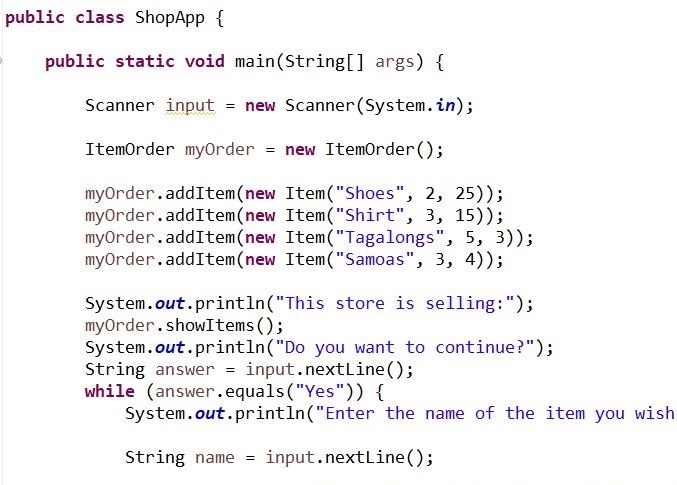 public class ShopApp {
public static void main(String[] args) {
Scanner input = new Scanner(System.in);
ItemOrder myOrder = new ItemOrder();
myOrder.addItem(new Item("Shoes", 2, 25));
myOrder.addItem(new Item("Shirt", 3, 15));
myOrder.addItem(new Item("Tagalongs", 5, 3));
myOrder.addItem(new Item("Samoas", 3, 4));
System.out.println("This store is selling:");
myOrder.showItems();
System.out.println("Do you want to continue?");
String answer = input.nextLine();
while (answer.equals("Yes")) {
System.out.println("Enter the name of the item you wish
String name = input.nextLine();